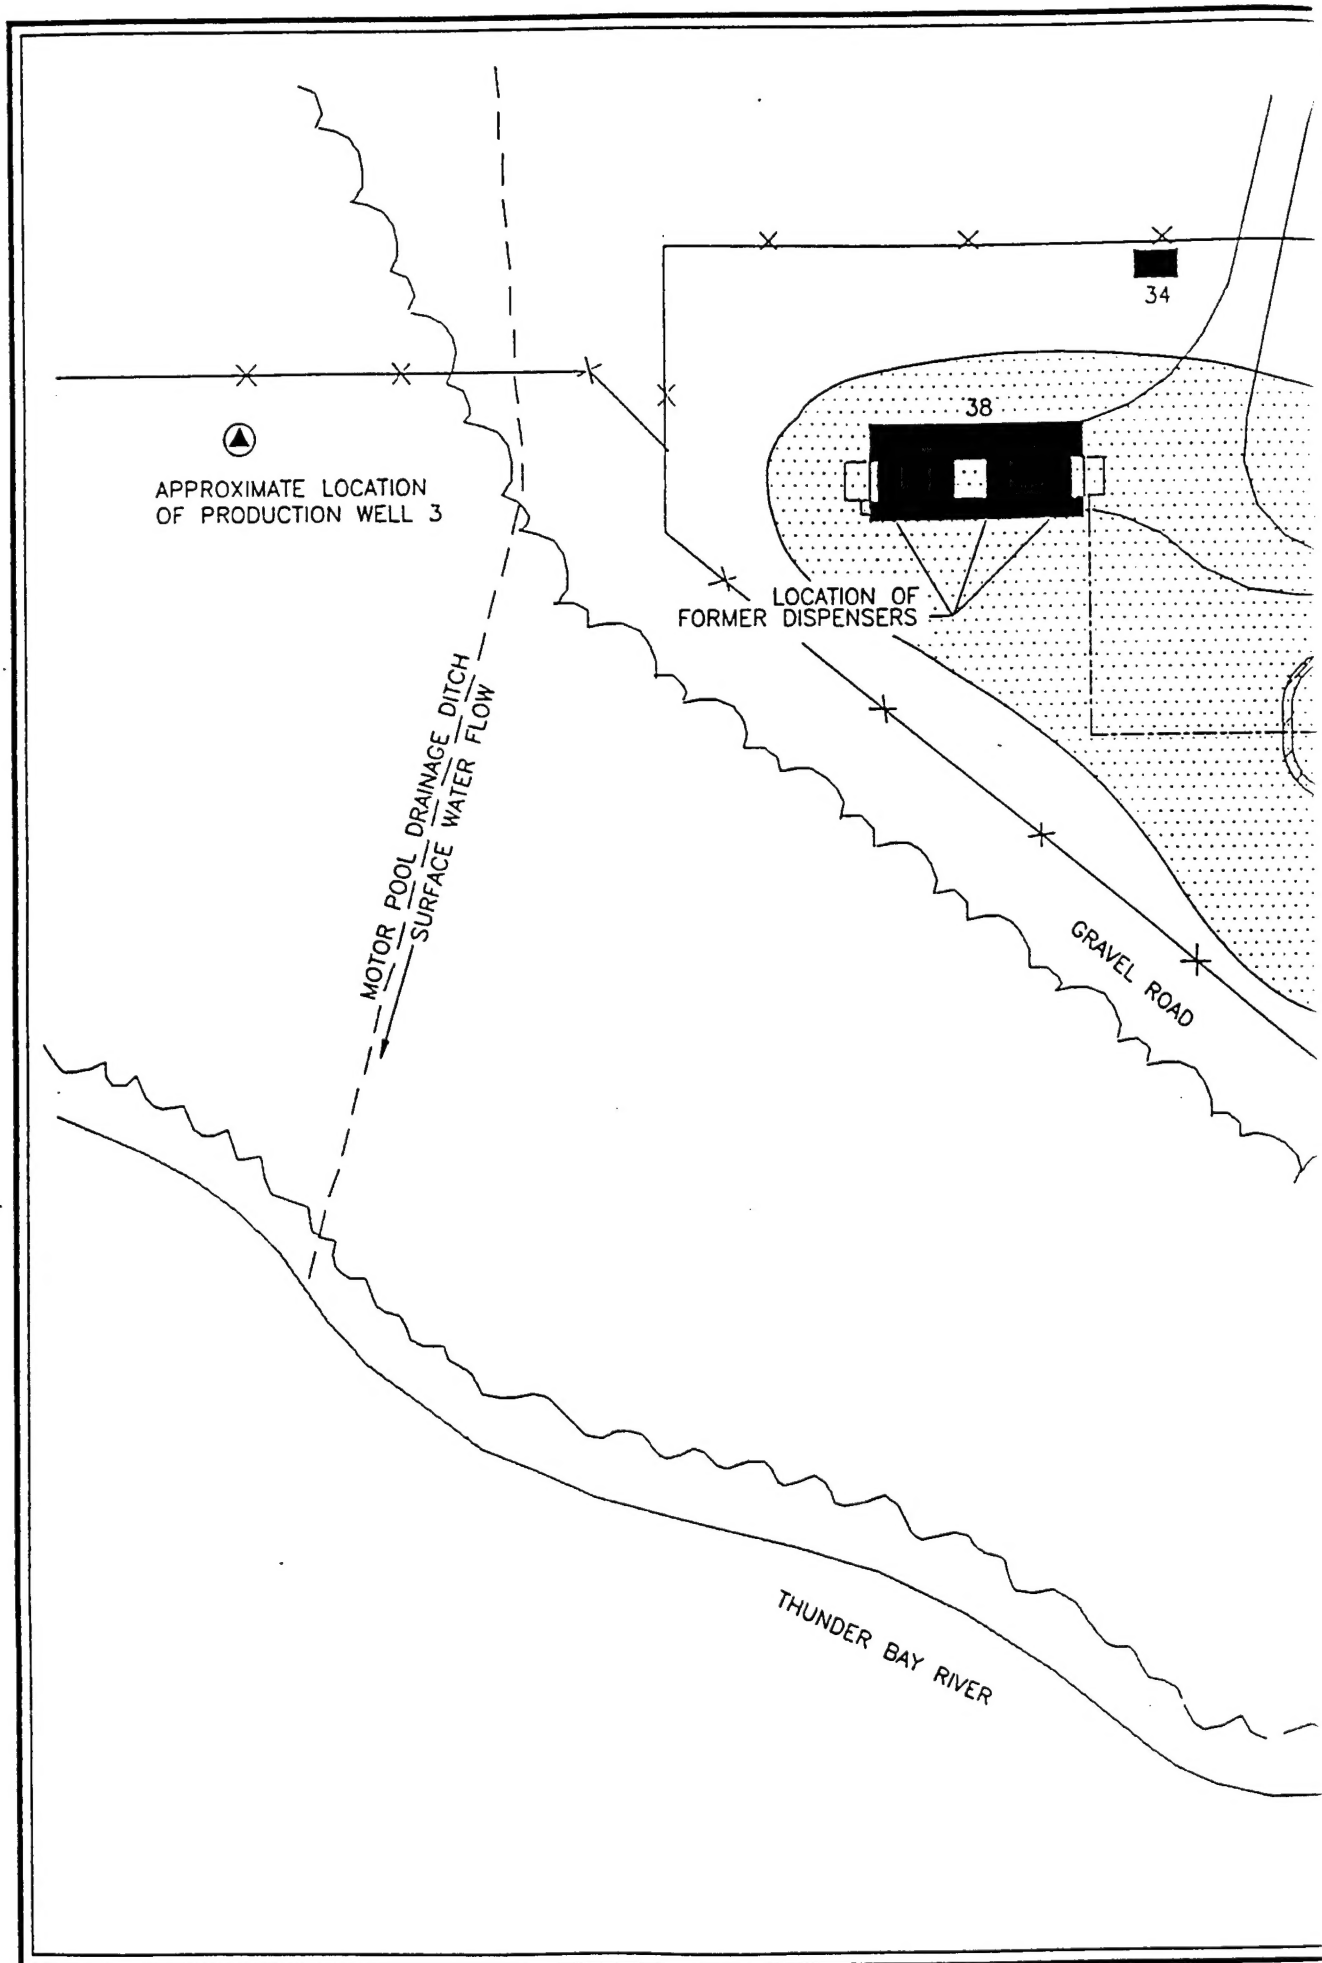 34
38
APPROXIMATE LOCATION
OF PRODUCTION WELL 3
LOCATION OF
FORMER DISPENSERS
MOTOR POOL DRAINAGE DITCH
SURFACE WATER FLOW
GRAVEL ROAD
THUNDER BAY RIVER